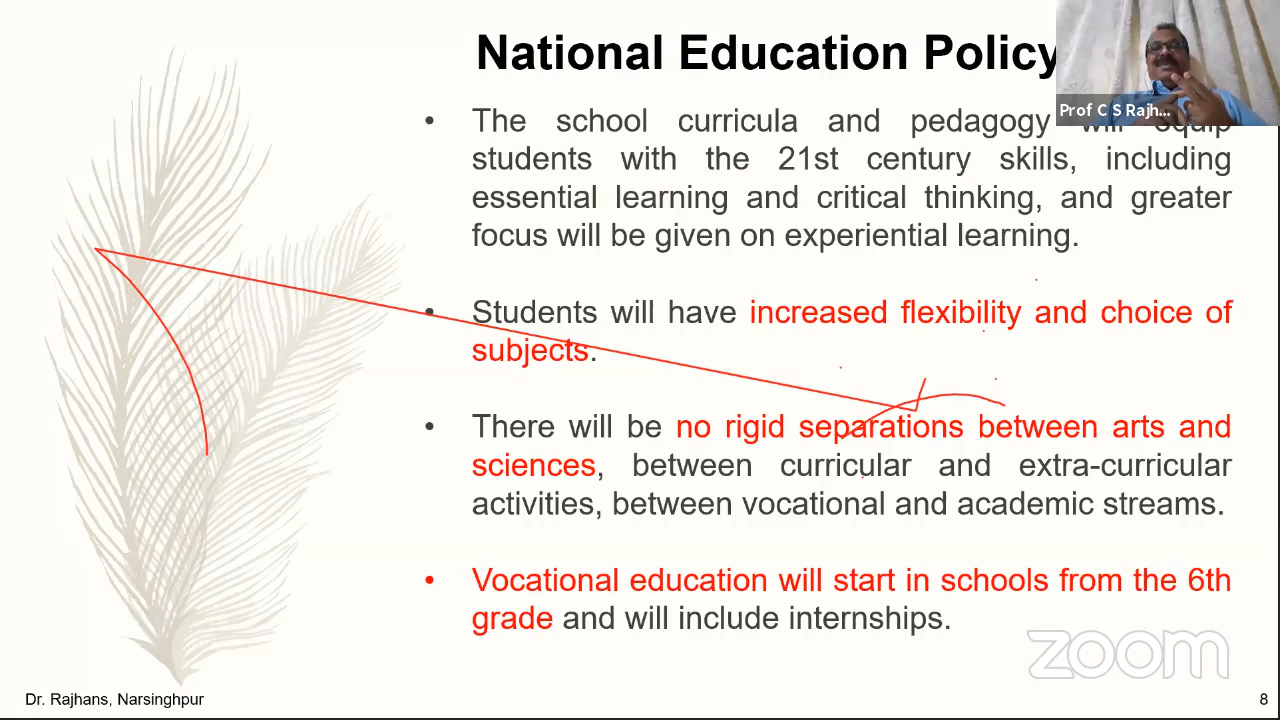 National Education Policy
Prof C S Rajh...
• The school curricula and pedagogy will equip
students with the 21st century skills, including
essential learning and critical thinking, and greater
focus will be given on experiential learning.
• Students will have increased flexibility and choice of
subjects.
• There will be no rigid separations between arts and
sciences, between curricular and extra-curricular
activities, between vocational and academic streams.
• Vocational education will start in schools from the 6th
grade and will include internships.
zoom
Dr. Rajhans, Narsinghpur
8